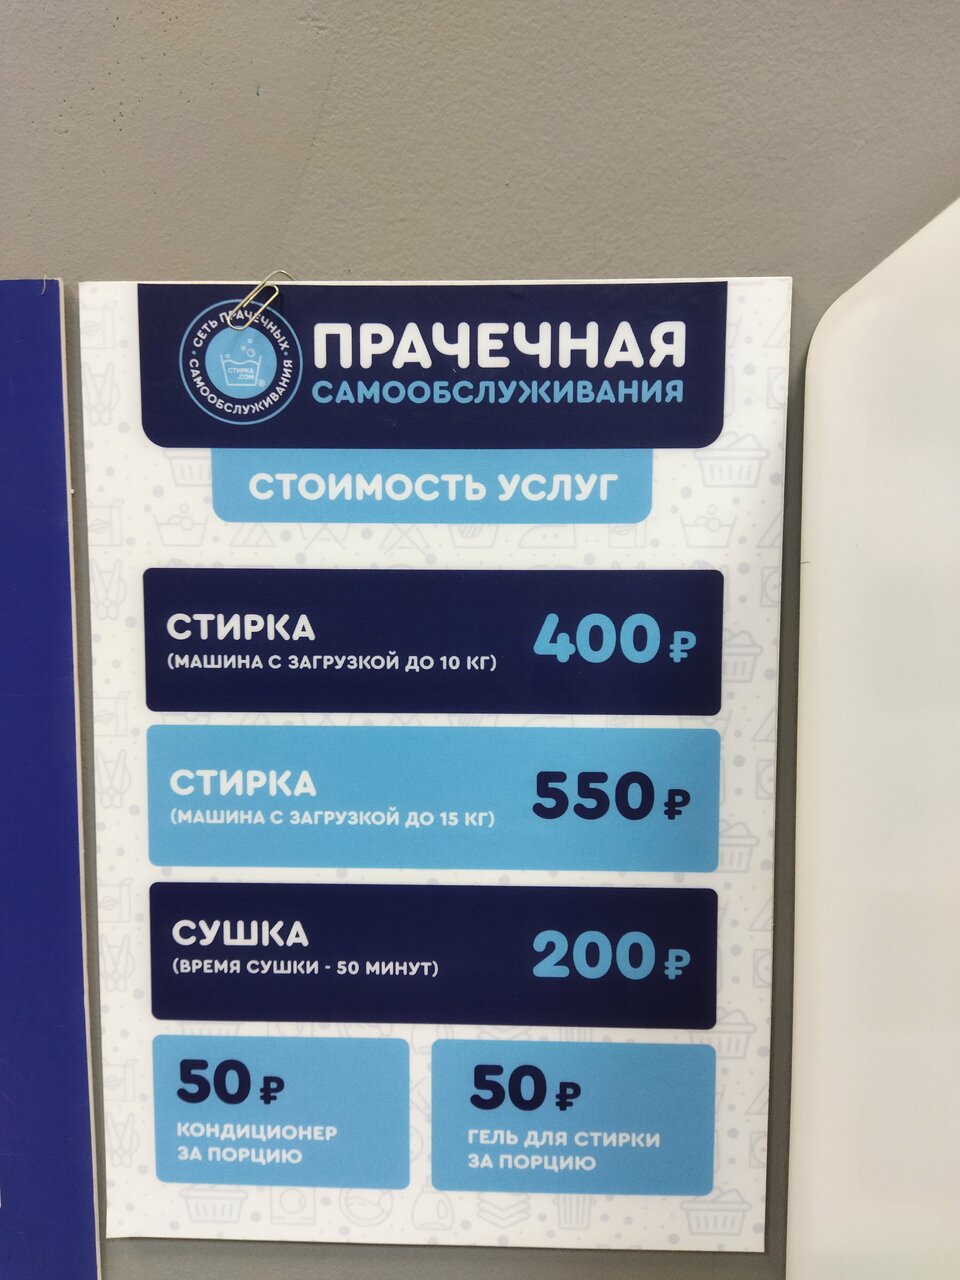 СЕТЬ ПРАЧЕЧНЫХ
САМООБСЛУЖИВАНИЯ
СТИРКА
.COM
®
ПРАЧЕЧНАЯ
САМООБСЛУЖИВАНИЯ
СТОИМОСТЬ УСЛУГ
СТИРКА
(МАШИНА С ЗАГРУЗКОЙ ДО 10 КГ)
400 ₽
СТИРКА
(МАШИНА С ЗАГРУЗКОЙ ДО 15 КГ)
550 ₽
СУШКА
(ВРЕМЯ СУШКИ - 50 МИНУТ)
200 ₽
50 ₽
КОНДИЦИОНЕР
ЗА ПОРЦИЮ
50 ₽
ГЕЛЬ ДЛЯ СТИРКИ
ЗА ПОРЦИЮ